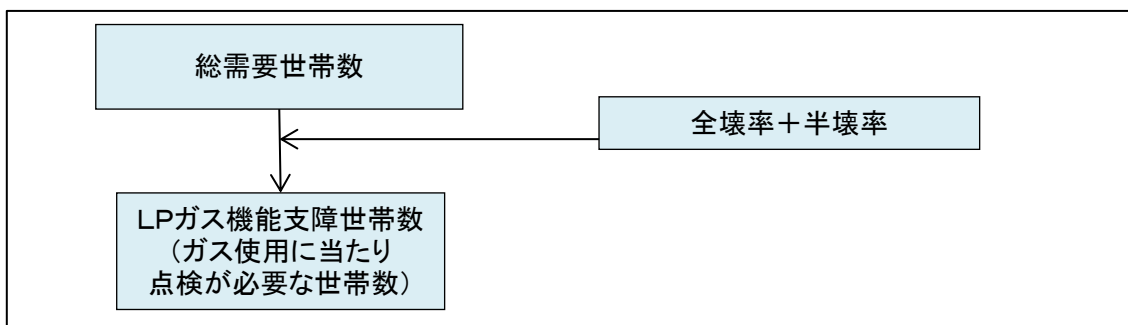 総需要世帯数
全壊率＋半壊率
ＬＰガス機能支障世帯数
（ガス使用に当たり
点検が必要な世帯数）